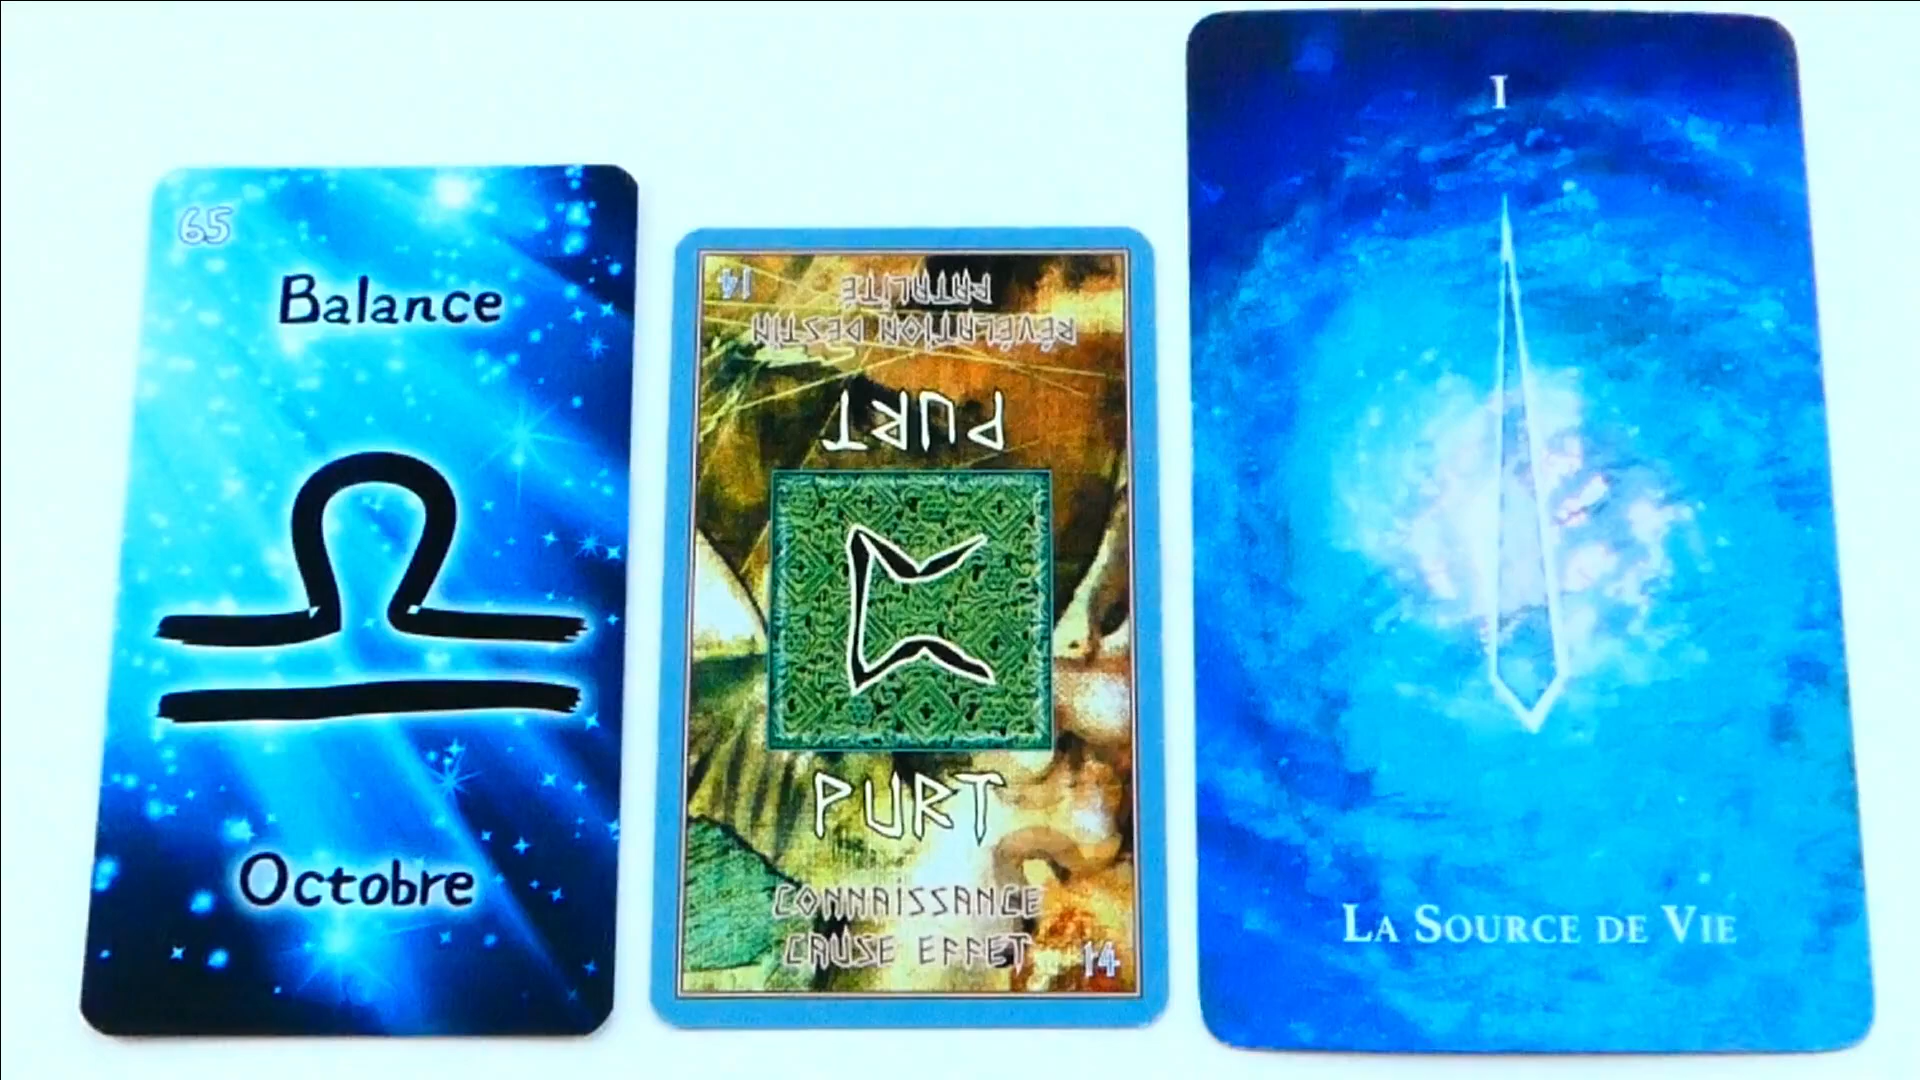 65
Balance
Octobre
14
FATALITÉ
RÉVÉLATION DESTIN
PURT
PURT
CONNAISSANCE
CAUSE EFFET
14
I
LA SOURCE DE VIE